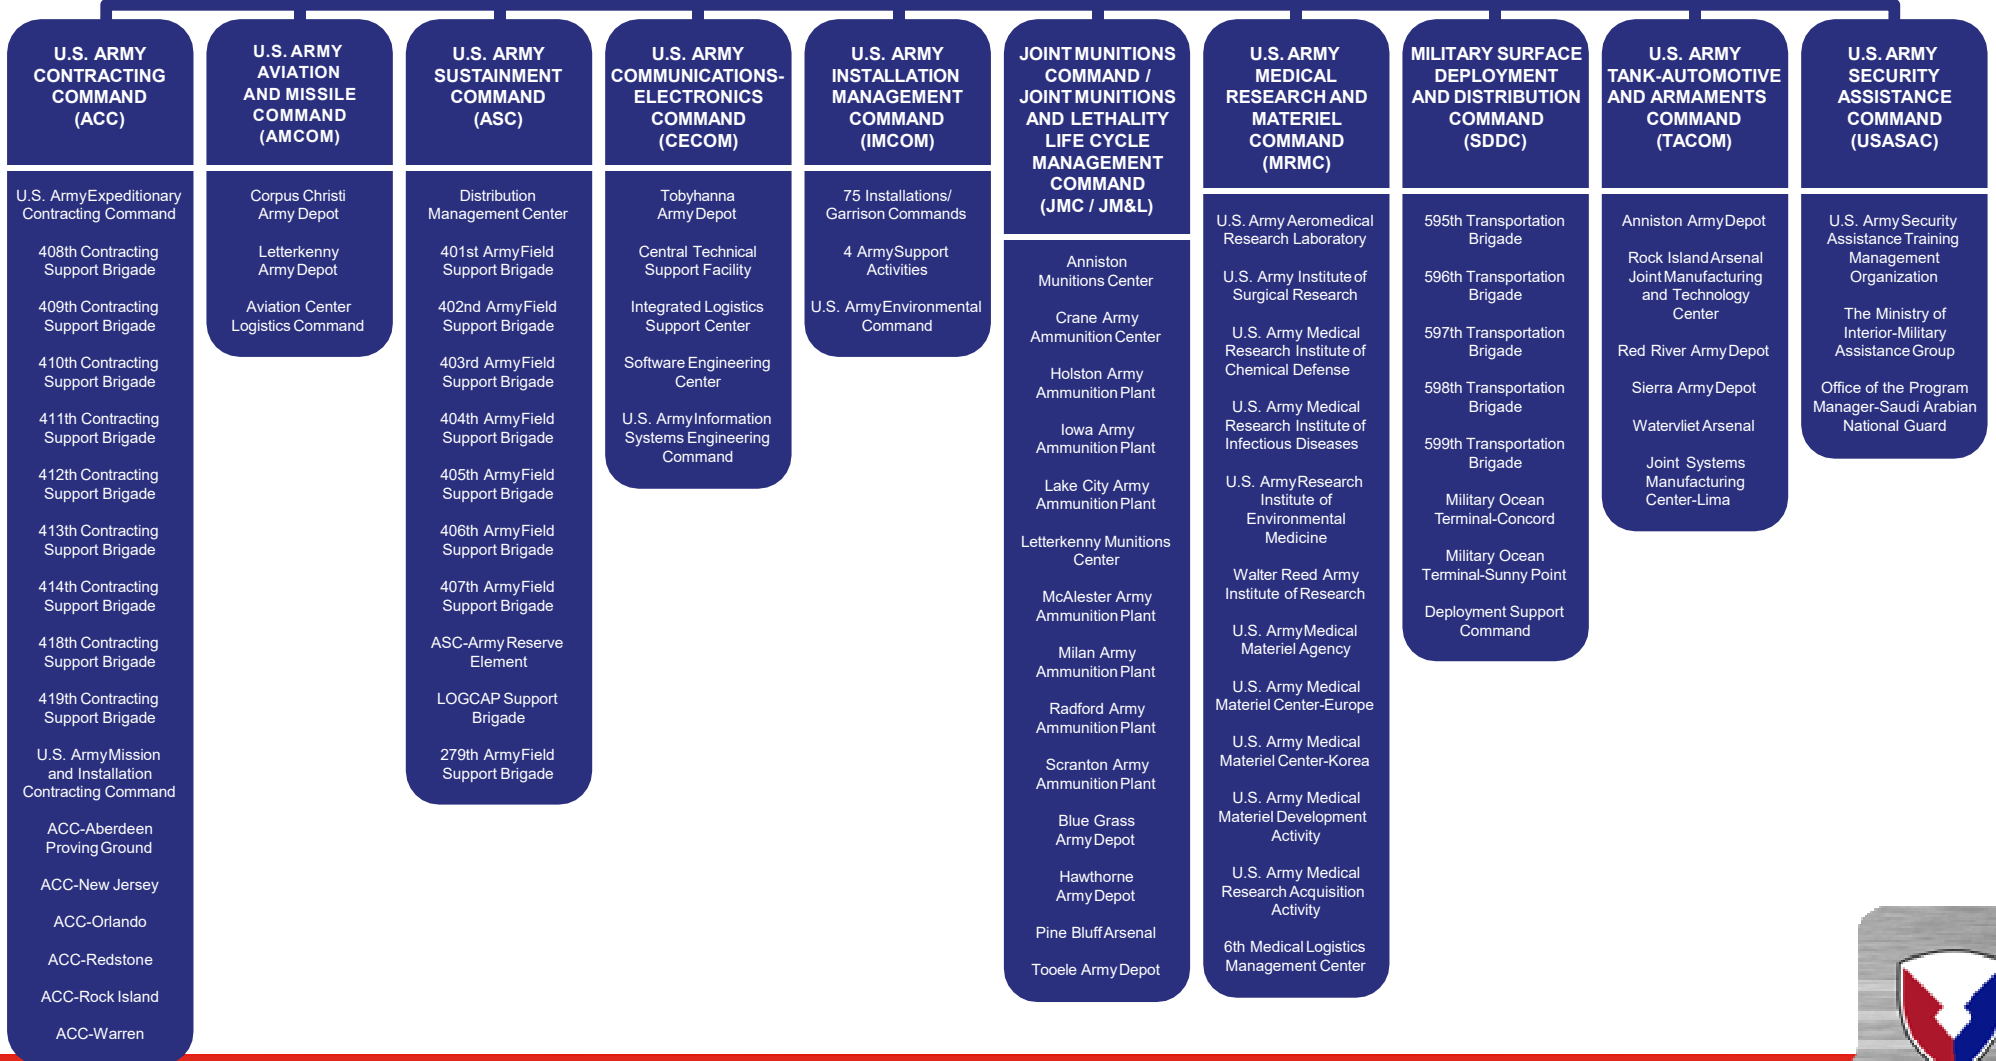 U.S. ARMY
CONTRACTING
COMMAND
(ACC)
U.S. Army Expeditionary
Contracting Command
408th Contracting
Support Brigade
409th Contracting
Support Brigade
410th Contracting
Support Brigade
411th Contracting
Support Brigade
412th Contracting
Support Brigade
413th Contracting
Support Brigade
414th Contracting
Support Brigade
418th Contracting
Support Brigade
419th Contracting
Support Brigade
U.S. Army Mission
and Installation
Contracting Command
ACC-Aberdeen
Proving Ground
ACC-New Jersey
ACC-Orlando
ACC-Redstone
ACC-Rock Island
ACC-Warren
U.S. ARMY
AVIATION
AND MISSILE
COMMAND
(AMCOM)
Corpus Christi
Army Depot
Letterkenny
Army Depot
Aviation Center
Logistics Command
U.S. ARMY
SUSTAINMENT
COMMAND
(ASC)
Distribution
Management Center
401st Army Field
Support Brigade
402nd Army Field
Support Brigade
403rd Army Field
Support Brigade
404th Army Field
Support Brigade
405th Army Field
Support Brigade
406th Army Field
Support Brigade
407th Army Field
Support Brigade
ASC-Army Reserve
Element
LOGCAP Support
Brigade
279th Army Field
Support Brigade
U.S. ARMY
COMMUNICATIONS-
ELECTRONICS
COMMAND
(CECOM)
Tobyhanna
Army Depot
Central Technical
Support Facility
Integrated Logistics
Support Center
Software Engineering
Center
U.S. Army Information
Systems Engineering
Command
U.S. ARMY
INSTALLATION
MANAGEMENT
COMMAND
(IMCOM)
75 Installations/
Garrison Commands
4 Army Support
Activities
U.S. Army Environmental
Command
JOINT MUNITIONS
COMMAND /
JOINT MUNITIONS
AND LETHALITY
LIFE CYCLE
MANAGEMENT
COMMAND
(JMC / JM&L)
Anniston
Munitions Center
Crane Army
Ammunition Center
Holston Army
Ammunition Plant
Iowa Army
Ammunition Plant
Lake City Army
Ammunition Plant
Letterkenny Munitions
Center
McAlester Army
Ammunition Plant
Milan Army
Ammunition Plant
Radford Army
Ammunition Plant
Scranton Army
Ammunition Plant
Blue Grass
Army Depot
Hawthorne
Army Depot
Pine Bluff Arsenal
Tooele Army Depot
U.S. ARMY
MEDICAL
RESEARCH AND
MATERIEL
COMMAND
(MRMC)
U.S. Army Aeromedical
Research Laboratory
U.S. Army Institute of
Surgical Research
U.S. Army Medical
Research Institute of
Chemical Defense
U.S. Army Medical
Research Institute of
Infectious Diseases
U.S. Army Research
Institute of
Environmental
Medicine
Walter Reed Army
Institute of Research
U.S. Army Medical
Materiel Agency
U.S. Army Medical
Materiel Center-Europe
U.S. Army Medical
Materiel Center-Korea
U.S. Army Medical
Materiel Development
Activity
U.S. Army Medical
Research Acquisition
Activity
6th Medical Logistics
Management Center
MILITARY SURFACE
DEPLOYMENT
AND DISTRIBUTION
COMMAND
(SDDC)
595th Transportation
Brigade
596th Transportation
Brigade
597th Transportation
Brigade
598th Transportation
Brigade
599th Transportation
Brigade
Military Ocean
Terminal-Concord
Military Ocean
Terminal-Sunny Point
Deployment Support
Command
U.S. ARMY
TANK-AUTOMOTIVE
AND ARMAMENTS
COMMAND
(TACOM)
Anniston Army Depot
Rock Island Arsenal
Joint Manufacturing
and Technology
Center
Red River Army Depot
Sierra Army Depot
Watervliet Arsenal
Joint Systems
Manufacturing
Center-Lima
U.S. ARMY
SECURITY
ASSISTANCE
COMMAND
(USASAC)
U.S. Army Security
Assistance Training
Management
Organization
The Ministry of
Interior-Military
Assistance Group
Office of the Program
Manager-Saudi Arabian
National Guard